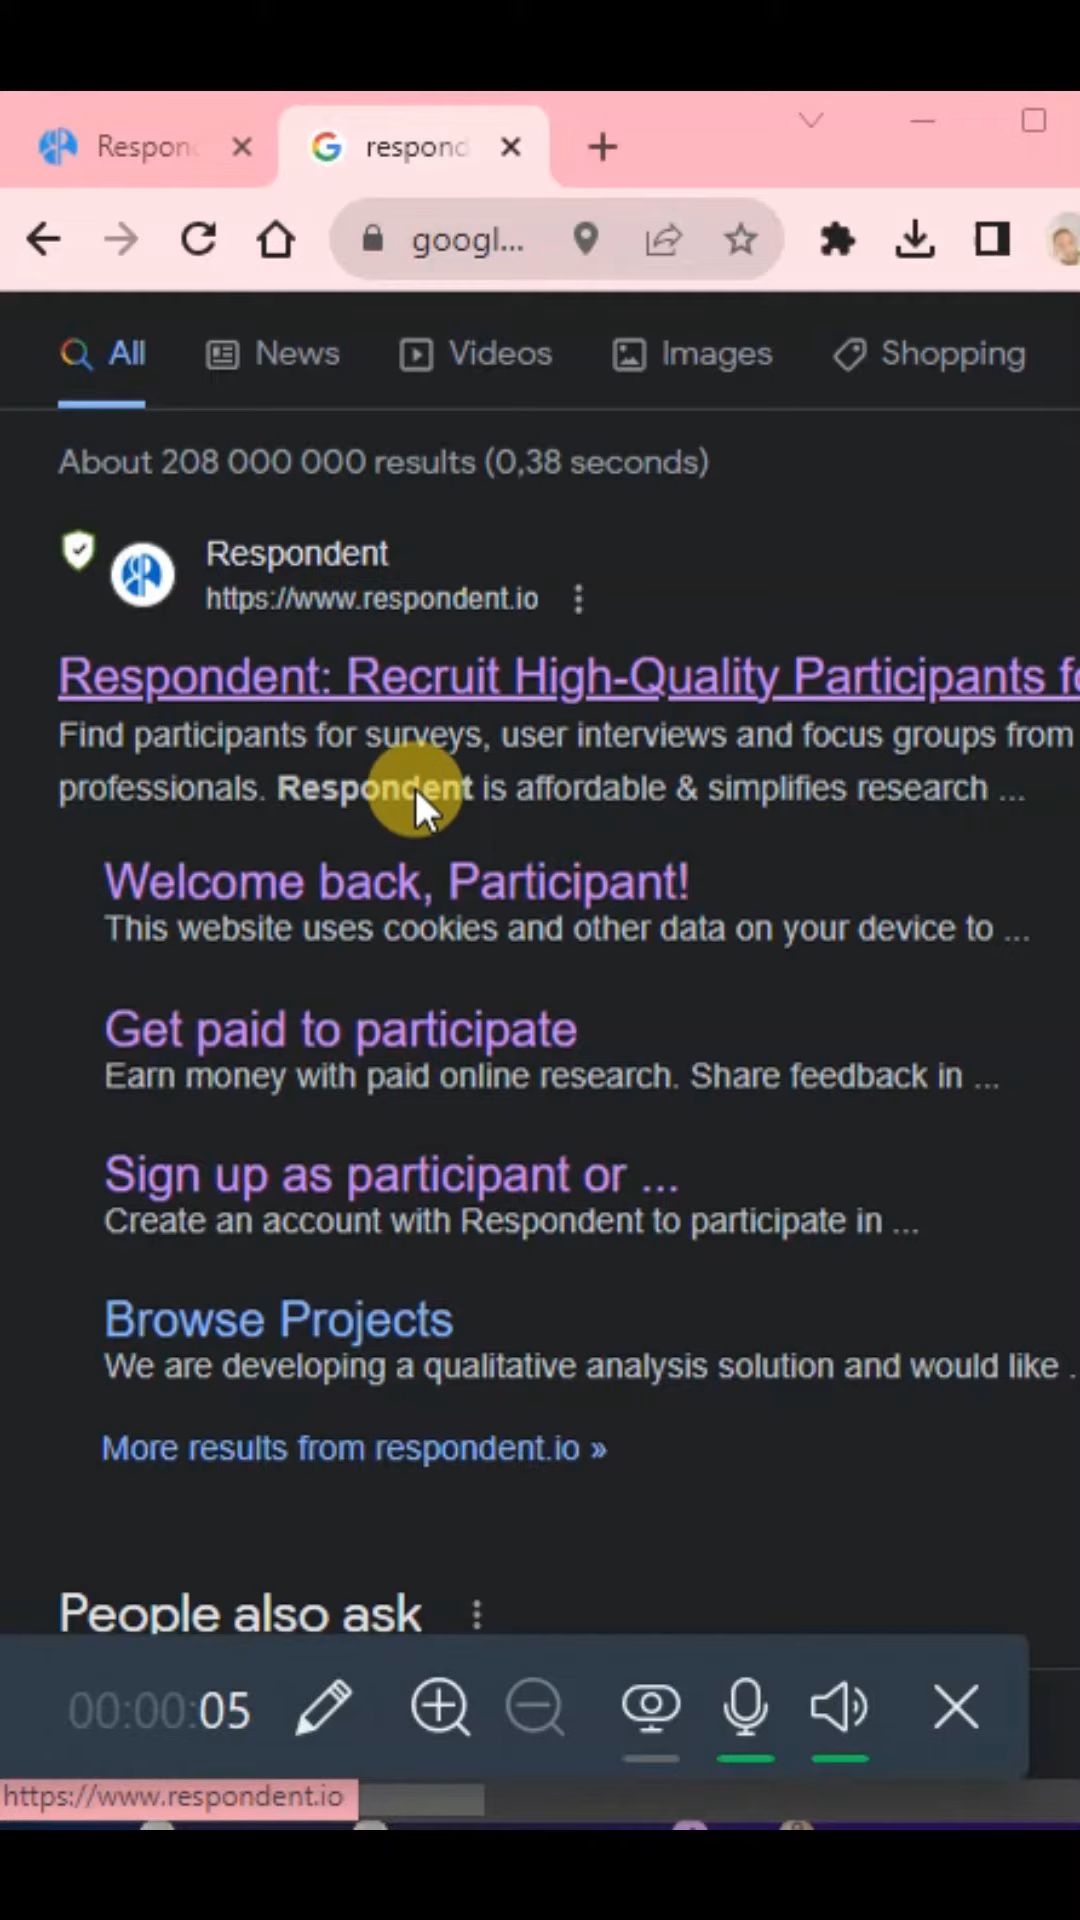 Respon
respond
googl...
All News Videos Images Shopping
About 208 000 000 results (0,38 seconds)
Respondent
https://www.respondent.io
Respondent: Recruit High-Quality Participants fo
Find participants for surveys, user interviews and focus groups from
professionals. Respondent is affordable & simplifies research ...
Welcome back, Participant!
This website uses cookies and other data on your device to ...
Get paid to participate
Earn money with paid online research. Share feedback in ...
Sign up as participant or ...
Create an account with Respondent to participate in ...
Browse Projects
We are developing a qualitative analysis solution and would like .
More results from respondent.io »
People also ask
00:00:05
https://www.respondent.io